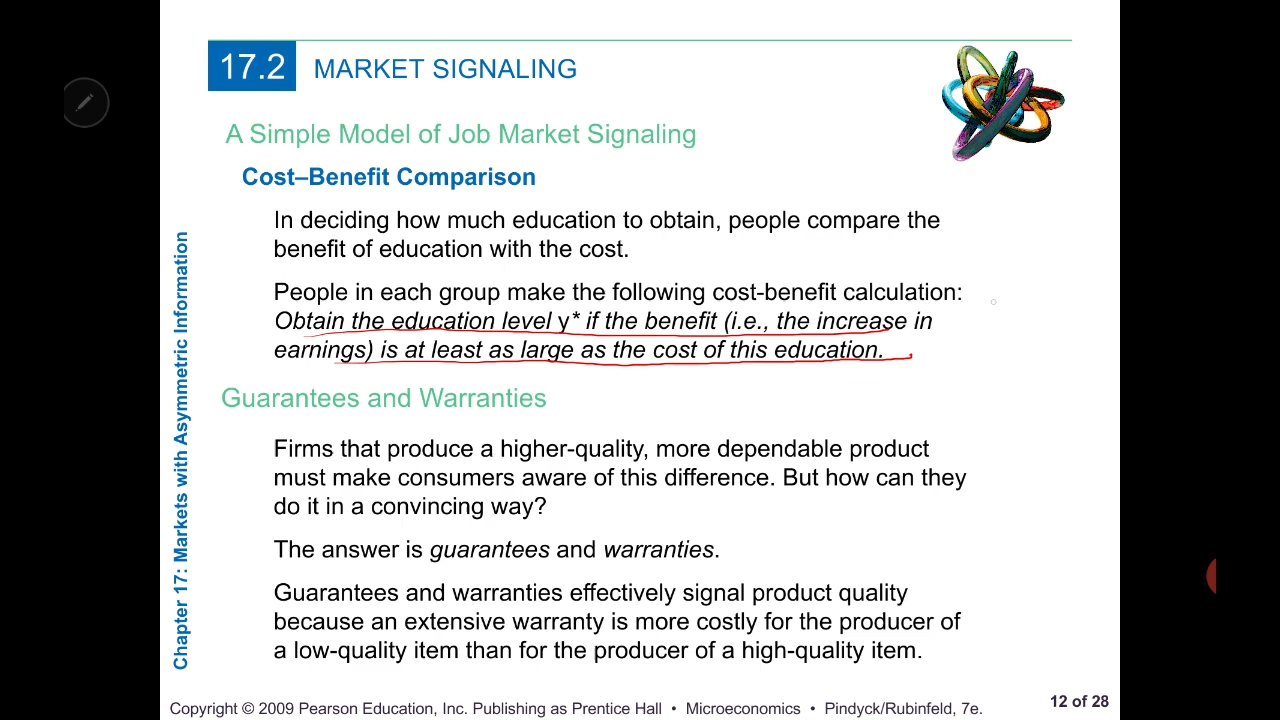 17.2 MARKET SIGNALING
A Simple Model of Job Market Signaling
Cost–Benefit Comparison
In deciding how much education to obtain, people compare the
benefit of education with the cost.
People in each group make the following cost-benefit calculation:
Obtain the education level y* if the benefit (i.e., the increase in
earnings) is at least as large as the cost of this education.
Guarantees and Warranties
Firms that produce a higher-quality, more dependable product
must make consumers aware of this difference. But how can they
do it in a convincing way?
The answer is guarantees and warranties.
Guarantees and warranties effectively signal product quality
because an extensive warranty is more costly for the producer of
a low-quality item than for the producer of a high-quality item.
Chapter 17: Markets with Asymmetric Information
Copyright © 2009 Pearson Education, Inc. Publishing as Prentice Hall • Microeconomics • Pindyck/Rubinfeld, 7e.
12 of 28